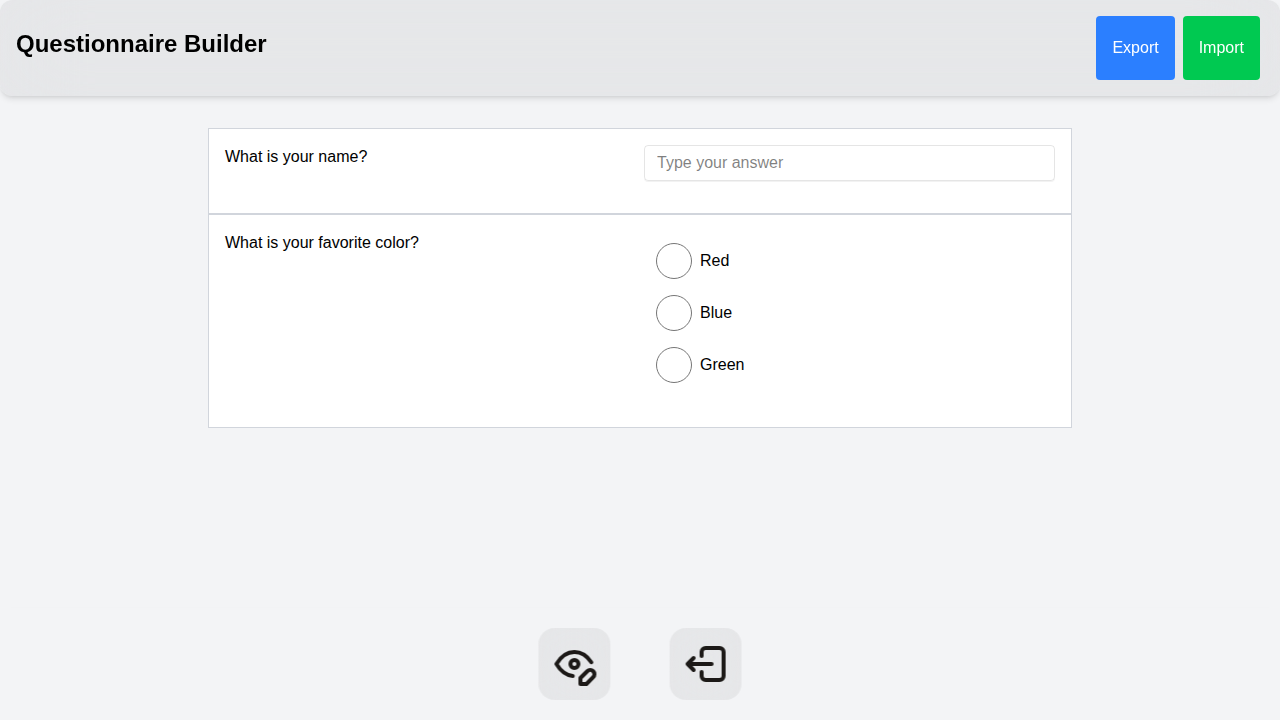 Questionnaire Builder
Export
Import
What is your name?
Type your answer
What is your favorite color?
Red
Blue
Green